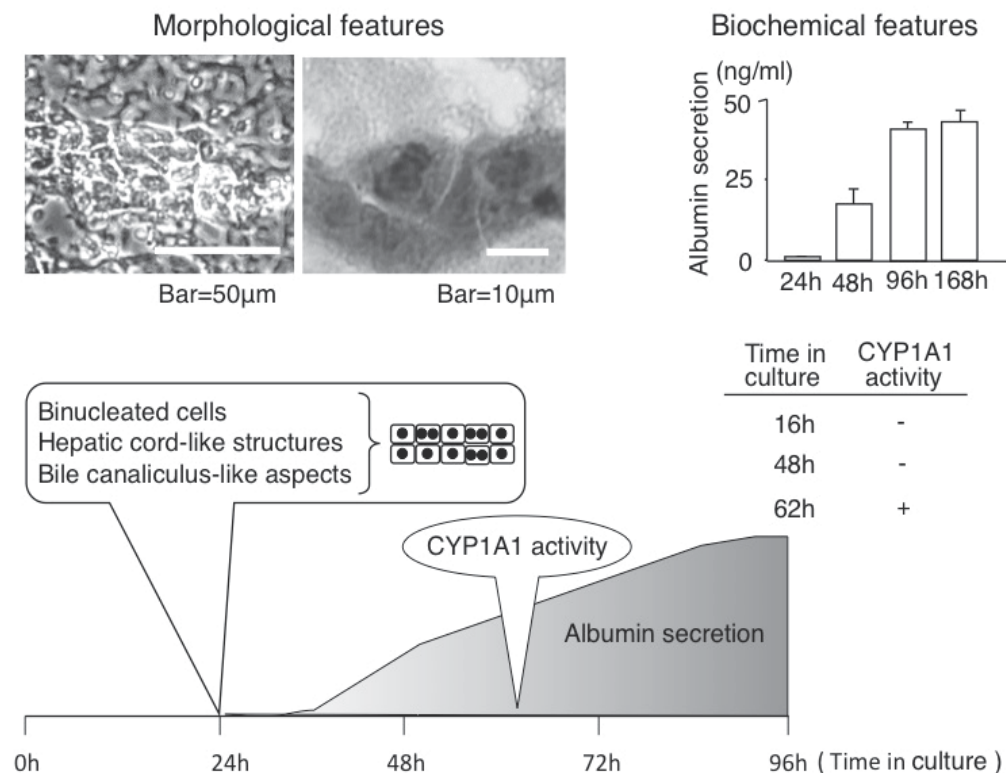 Morphological features
Biochemical features
Bar=50μm
Bar=10μm
Albumin secretion
(ng/ml)
50
25
0
24h 48h 96h 168h
Time in culture
CYP1A1 activity
16h -
48h -
62h +
Binucleated cells
Hepatic cord-like structures
Bile canaliculus-like aspects
CYP1A1 activity
Albumin secretion
0h 24h 48h 72h 96h ( Time in culture )